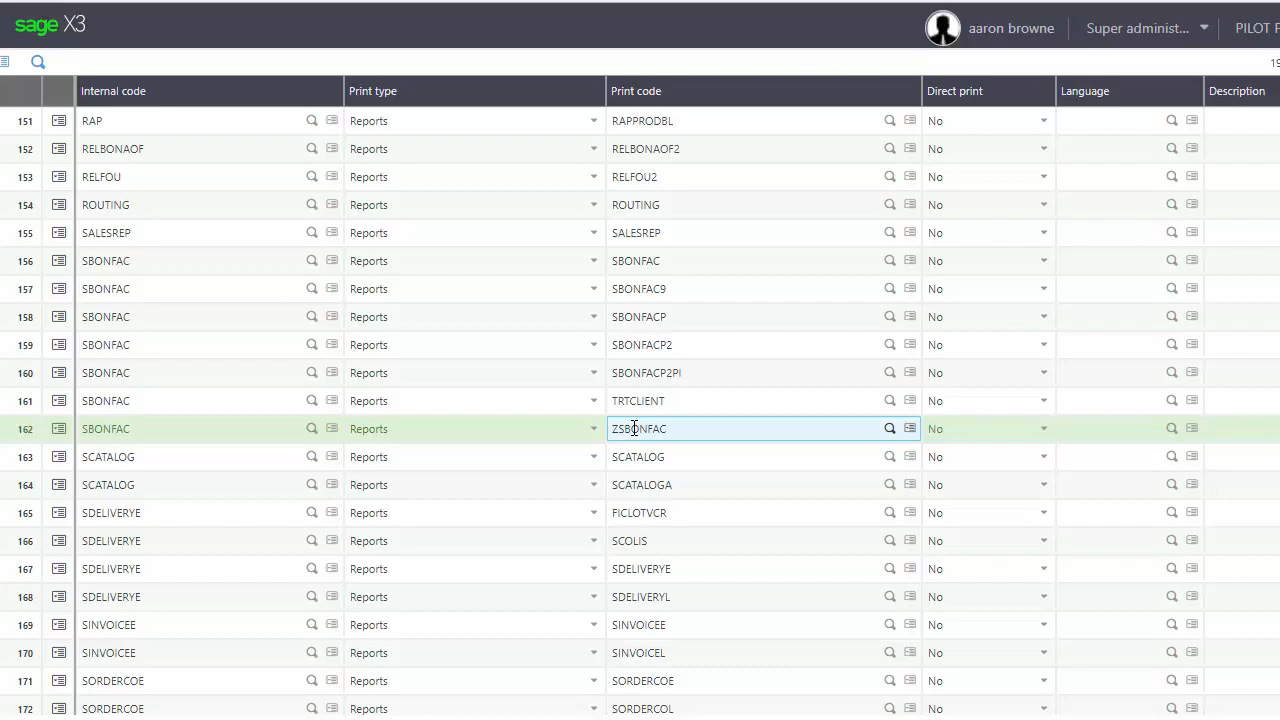 sage X3
aaron browne Super administ... PILOT F
19
Internal code Print type Print code Direct print Language Description
151 RAP Reports RAPPRODBL No
152 RELBONAOF Reports RELBONAOF2 No
153 RELFOU Reports RELFOU2 No
154 ROUTING Reports ROUTING No
155 SALESREP Reports SALESREP No
156 SBONFAC Reports SBONFAC No
157 SBONFAC Reports SBONFAC9 No
158 SBONFAC Reports SBONFACP No
159 SBONFAC Reports SBONFACP2 No
160 SBONFAC Reports SBONFACP2PI No
161 SBONFAC Reports TRTCLIENT No
162 SBONFAC Reports ZSBONFAC No
163 SCATALOG Reports SCATALOG No
164 SCATALOG Reports SCATALOGA No
165 SDELIVERYE Reports FICLOTVCR No
166 SDELIVERYE Reports SCOLIS No
167 SDELIVERYE Reports SDELIVERYE No
168 SDELIVERYE Reports SDELIVERYL No
169 SINVOICEE Reports SINVOICEE No
170 SINVOICEE Reports SINVOICEL No
171 SORDERCOE Reports SORDERCOE No
172 SORDERCOE Reports SORDERCOL No